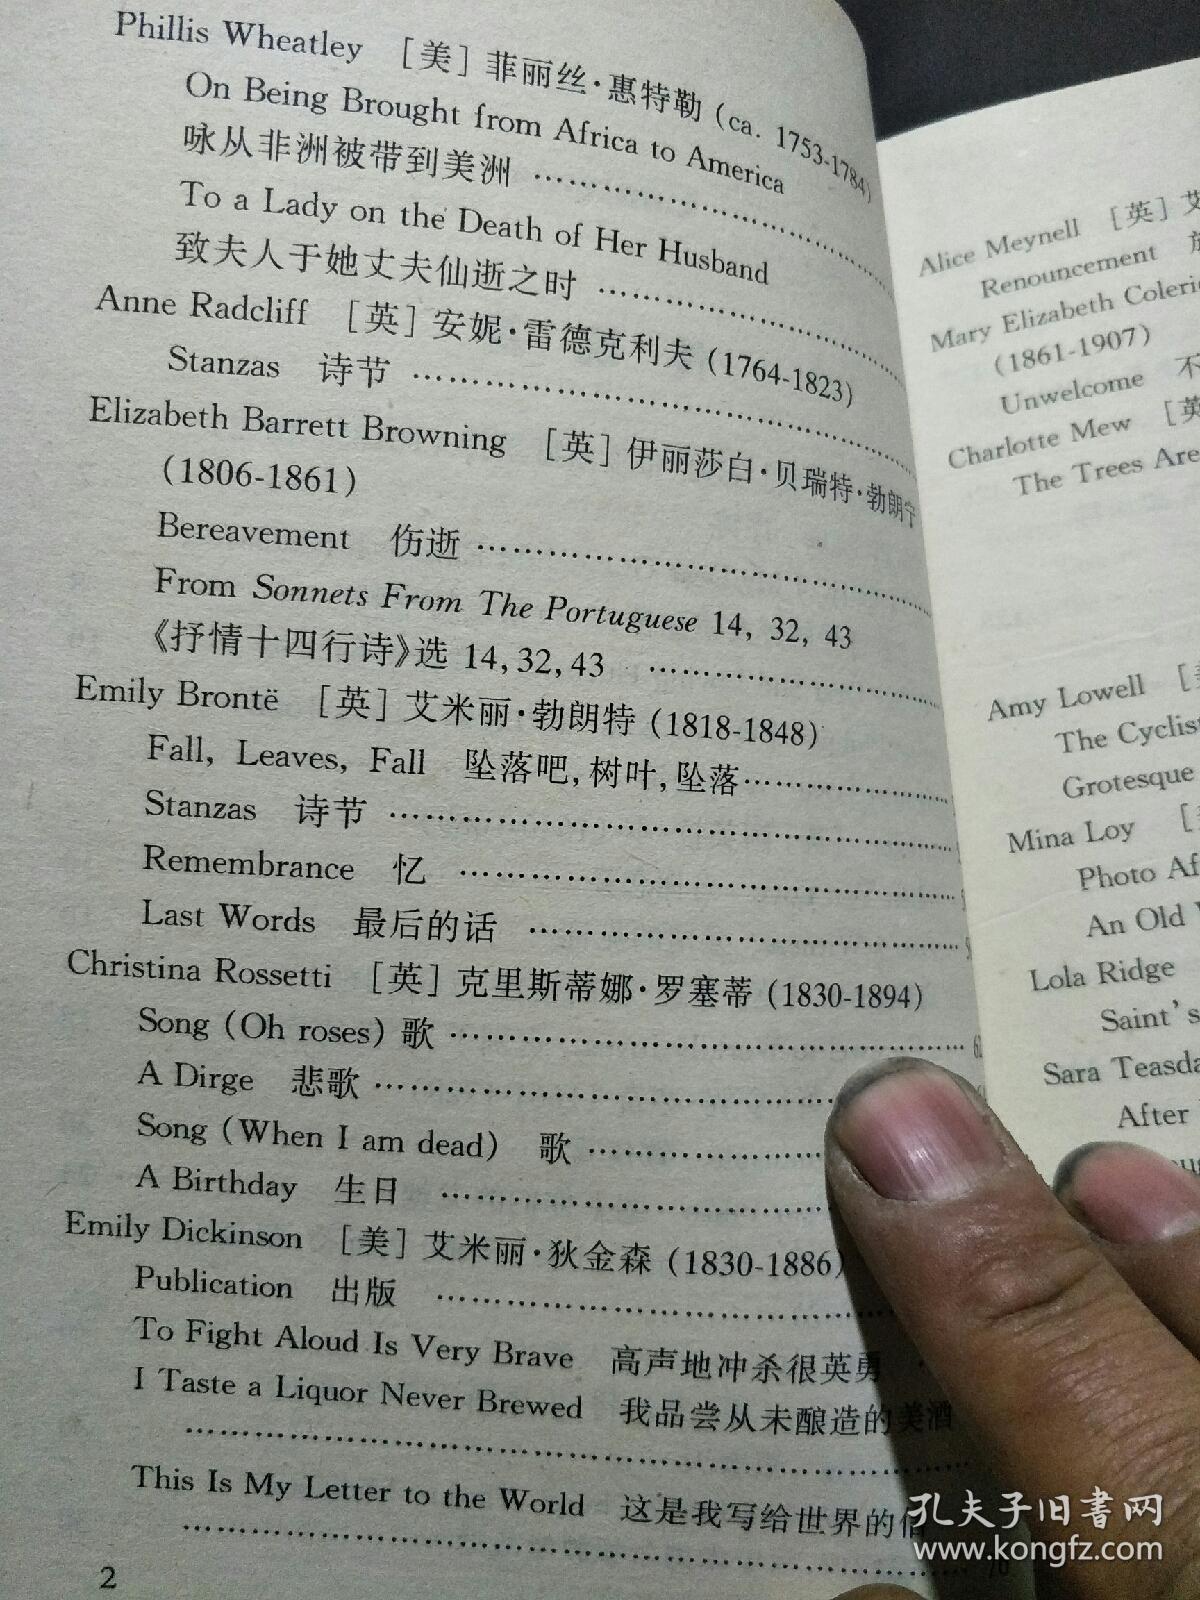 Phillis Wheatley ［美］菲丽丝·惠特勒 (ca. 1753-1784)
On Being Brought from Africa to America
咏从非洲被带到美洲 ……………………
To a Lady on the Death of Her Husband
致夫人于她丈夫仙逝之时 ……………………
Anne Radcliff ［英］安妮·雷德克利夫 (1764-1823)
Stanzas 诗节 ……………………
Elizabeth Barrett Browning ［英］伊丽莎白·贝瑞特·勃朗宁
(1806-1861)
Bereavement 伤逝 ……………………
From Sonnets From The Portuguese 14, 32, 43
《抒情十四行诗》选 14, 32, 43 ……………………
Emily Brontë ［英］艾米丽·勃朗特 (1818-1848)
Fall, Leaves, Fall 坠落吧,树叶,坠落……………………
Stanzas 诗节 ……………………
Remembrance 忆 ……………………
Last Words 最后的话 ……………………
Christina Rossetti ［英］克里斯蒂娜·罗塞蒂 (1830-1894)
Song (Oh roses) 歌 ……………………
A Dirge 悲歌 ……………………
Song (When I am dead) 歌 ……………………
A Birthday 生日 ……………………
Emily Dickinson ［美］艾米丽·狄金森 (1830-1886)
Publication 出版 ……………………
To Fight Aloud Is Very Brave 高声地冲杀很英勇
I Taste a Liquor Never Brewed 我品尝从未酿造的美酒
……………………
This Is My Letter to the World 这是我写给世界的信
…………………… 70
2
Alice Meynell ［英］艾
Renouncement
Mary Elizabeth Coleri
(1861-1907)
Unwelcome 不
Charlotte Mew ［英
The Trees Are
Amy Lowell
The Cyclist
Grotesque
Mina Loy
Photo Af
An Old
Lola Ridge
Saint's
Sara Teasda
After
孔夫子旧书网
www.kongfz.com